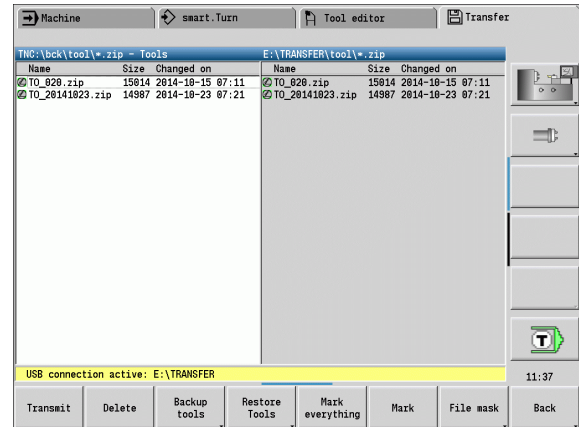 Machine
smart.Turn
Tool editor
Transfer
TNC:\bck\tool\*.zip - Tools
E:\TRANSFER\tool\*.zip
Name Size Changed on
Name Size Changed on
TO_020.zip 15014 2014-10-15 07:11
TO_020.zip 15014 2014-10-15 07:11
TO_20141023.zip 14987 2014-10-23 07:21
TO_20141023.zip 14987 2014-10-23 07:21
T
USB connection active: E:\TRANSFER
11:37
Transmit
Delete
Backup
tools
Restore
Tools
Mark
everything
Mark
File mask
Back